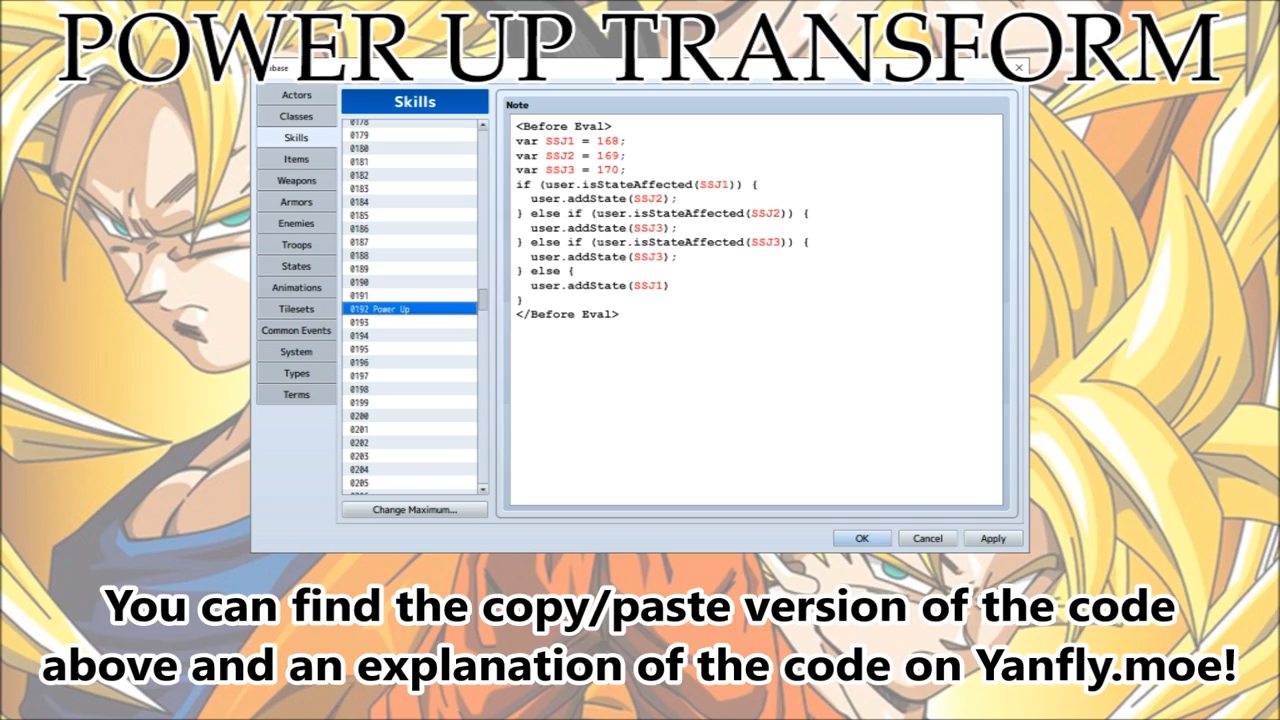 POWER UP TRANSFORM
base
Actors
Classes
Skills
Items
Weapons
Armors
Enemies
Troops
States
Animations
Tilesets
Common Events
System
Types
Terms
Skills
0178
0179
0180
0181
0182
0183
0184
0185
0186
0187
0188
0189
0190
0191
0192 Power Up
0193
0194
0195
0196
0197
0198
0199
0200
0201
0202
0203
0204
0205
Change Maximum...
Note
<Before Eval>
var SSJ1 = 168;
var SSJ2 = 169;
var SSJ3 = 170;
if (user.isStateAffected(SSJ1)) {
  user.addState(SSJ2);
} else if (user.isStateAffected(SSJ2)) {
  user.addState(SSJ3);
} else if (user.isStateAffected(SSJ3)) {
  user.addState(SSJ3);
} else {
  user.addState(SSJ1)
}
</Before Eval>
OK
Cancel
Apply
You can find the copy/paste version of the code
above and an explanation of the code on Yanfly.moe!